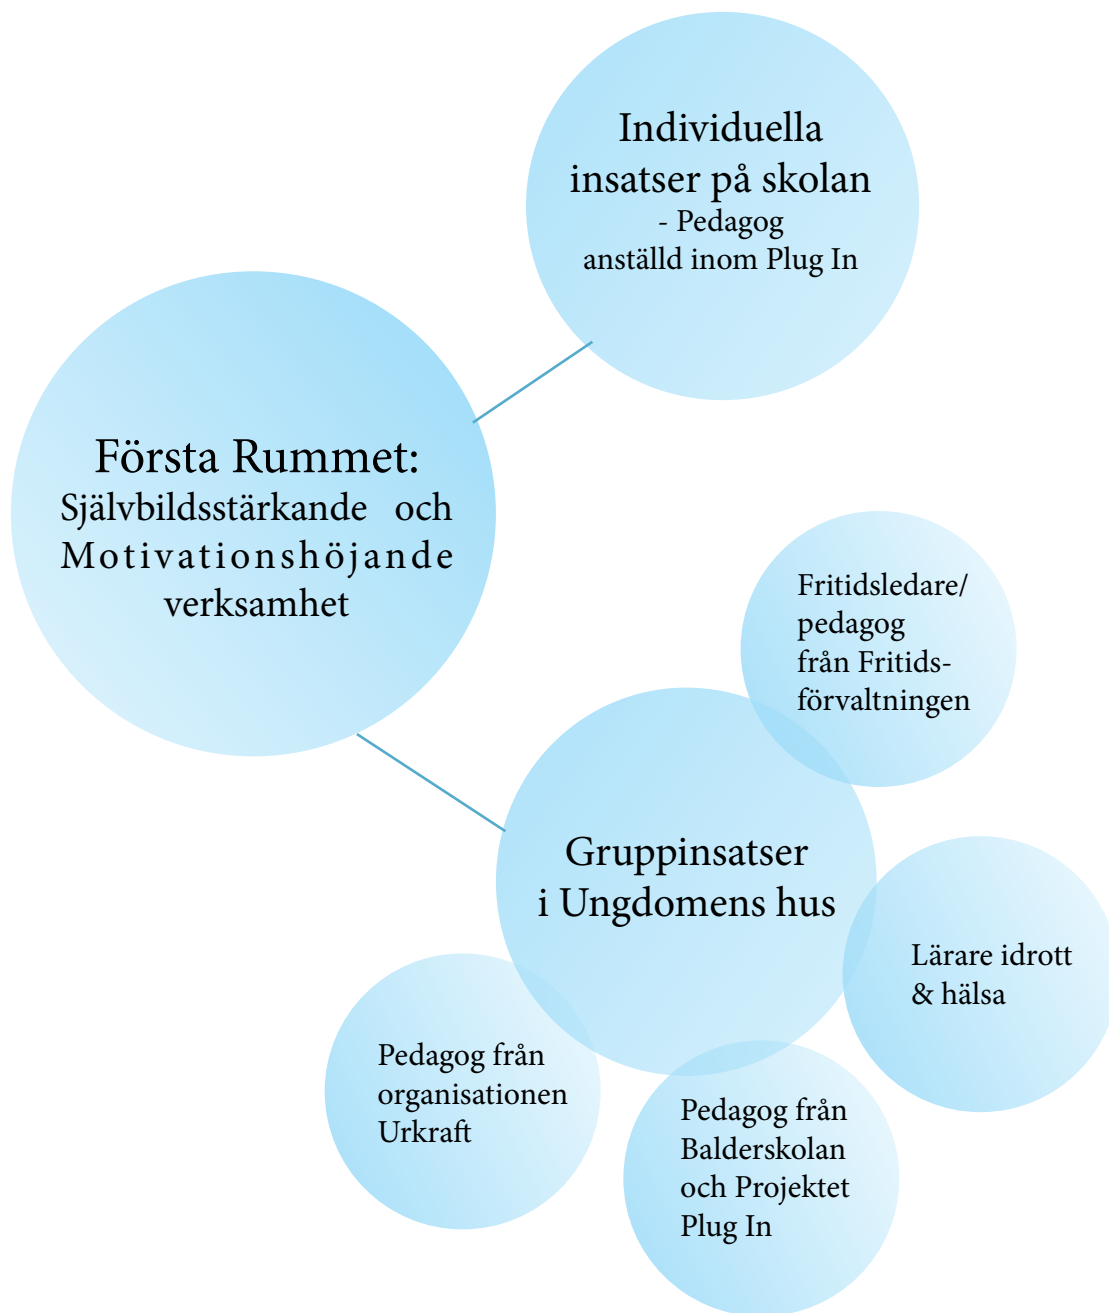 Individuella
insatser på skolan
- Pedagog
anställd inom Plug In
Första Rummet:
Självbildsstärkande och
Motivationshöjande
verksamhet
Fritidsledare/
pedagog
från Fritids-
förvaltningen
Gruppinsatser
i Ungdomens hus
Lärare idrott
& hälsa
Pedagog från
organisationen
Urkraft
Pedagog från
Balderskolan
och Projektet
Plug In